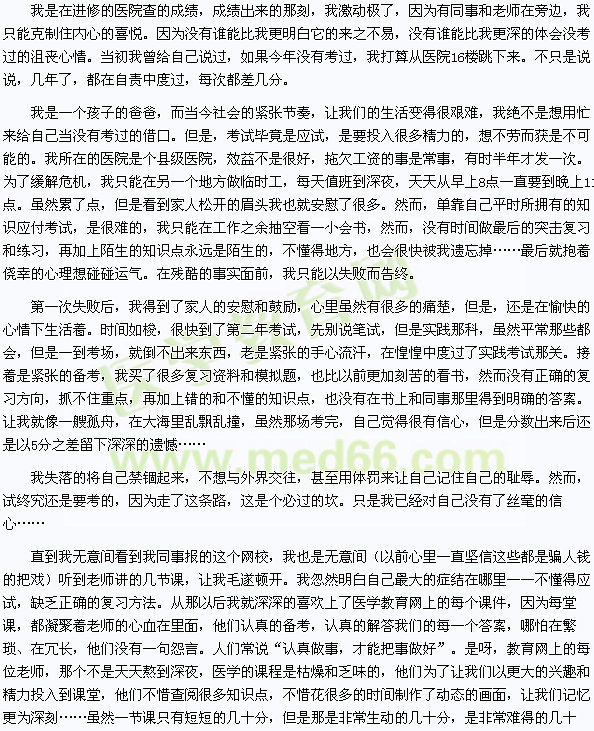 我是在进修的医院查的成绩，成绩出来的那刻，我激动极了，因为有同事和老师在旁边，我
只能克制住内心的喜悦。因为没有谁能比我更明白它的来之不易，没有谁能比我更深的体会没考
过的沮丧心情。当初我曾给自己说过，如果今年没有考过，我打算从医院16楼跳下来。不只是说
说，几年了，都在自责中度过，每次都差几分。
我是一个孩子的爸爸，而当今社会的紧张节奏，让我们的生活变得很艰难，我绝不是想用忙
来给自己当没有考过的借口。但是，考试毕竟是应试，是要投入很多精力的，想不劳而获是不可
能的。我所在的医院是个县级医院，效益不是很好，拖欠工资的事是常事，有时半年才发一次。
为了缓解危机，我只能在另一个地方做临时工，每天值班到深夜，天天从早上8点一直要到晚上11
点。虽然累了点，但是看到家人松开的眉头我也就安慰了很多。然而，单靠自己平时所拥有的知
识应付考试，是很难的，我只能在工作之余抽空看一小会书，然而，没有时间做最后的突击复习
和练习，再加上陌生的知识点永远是陌生的，不懂得地方，也会很快被我遗忘掉……最后就抱着
侥幸的心理想碰碰运气。在残酷的事实面前，我只能以失败而告终。
第一次失败后，我得到了家人的安慰和鼓励，心里虽然有很多的痛楚，但是，还是在愉快的
心情下生活着。时间如梭，很快到了第二年考试，先别说笔试，但是实践那科，虽然平常那些都
会，但是一到考场，就倒不出来东西，老是紧张的手心流汗，在惶惶中度过了实践考试那关。接
着是紧张的备考，我买了很多复习资料和模拟题，也比以前更加刻苦的看书，然而没有正确的复
习方向，抓不住重点，再加上错的和不懂的知识点，也没有在书上和同事那里得到明确的答案。
让我就像一艘孤舟，在大海里乱飘乱撞，虽然那场考完，自己觉得很有信心，但是分数出来后还
是以5分之差留下深深的遗憾……
我失落的将自己禁锢起来，不想与外界交往，甚至用体罚来让自己记住自己的耻辱。然而，
试终究还是要考的，因为走了这条路，这是个必过的坎。只是我已经对自己没有了丝毫的信
心……
直到我无意间看到我同事报的这个网校，我也是无意间（以前心里一直坚信这些都是骗人钱
的把戏）听到老师讲的几节课，让我毛遂顿开。我忽然明白自己最大的症结在哪里——不懂得应
试，缺乏正确的复习方法。从那以后我就深深的喜欢上了医学教育网上的每个课件，因为每堂
课，都凝聚着老师的心血在里面，他们认真的备考，认真的解答我们的每一个答案，哪怕在繁
琐、在冗长，他们没有一句怨言。人们常说“认真做事，才能把事做好”。是呀，教育网上的每
位老师，那个不是天天熬到深夜，医学的课程是枯燥和乏味的，他们为了让我们以更大的兴趣和
精力投入到课堂，他们不惜查阅很多知识点，不惜花很多的时间制作了动态的画面，让我们记忆
更为深刻……虽然一节课只有短短的几十分，但是那是非常生动的几十分，是非常难得的几十
医学教育网
www.med66.com